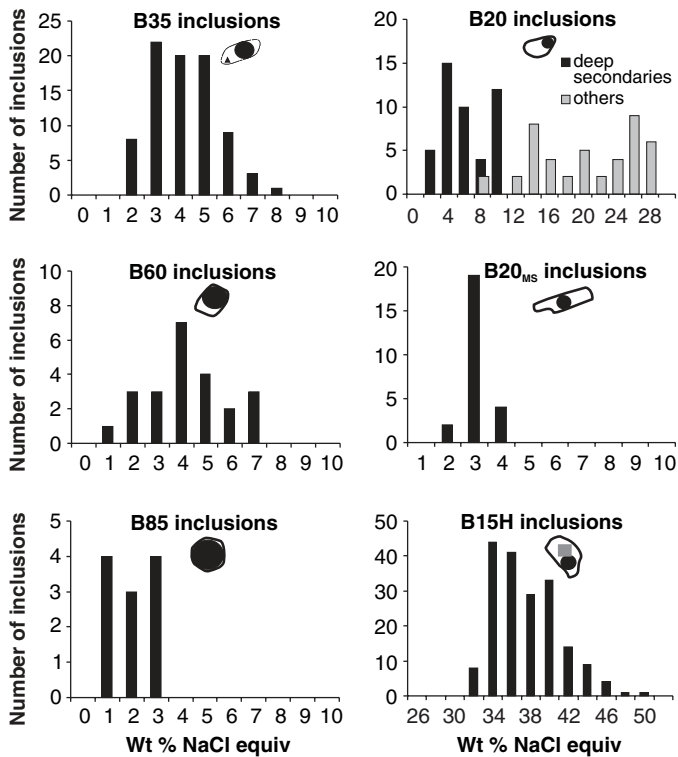 B35 inclusions
Number of inclusions
25
20
15
10
5
0
0 1 2 3 4 5 6 7 8 9 10
B20 inclusions
deep
secondaries
others
20
15
10
5
0
0 4 8 12 16 20 24 28
B60 inclusions
Number of inclusions
10
8
6
4
2
0
0 1 2 3 4 5 6 7 8 9 10
B20MS inclusions
20
15
10
5
0
1 2 3 4 5 6 7 8 9 10
B85 inclusions
Number of inclusions
5
4
3
2
1
0
0 1 2 3 4 5 6 7 8 9 10
Wt % NaCl equiv
B15H inclusions
50
40
30
20
10
0
26 30 34 38 42 46 50
Wt % NaCl equiv